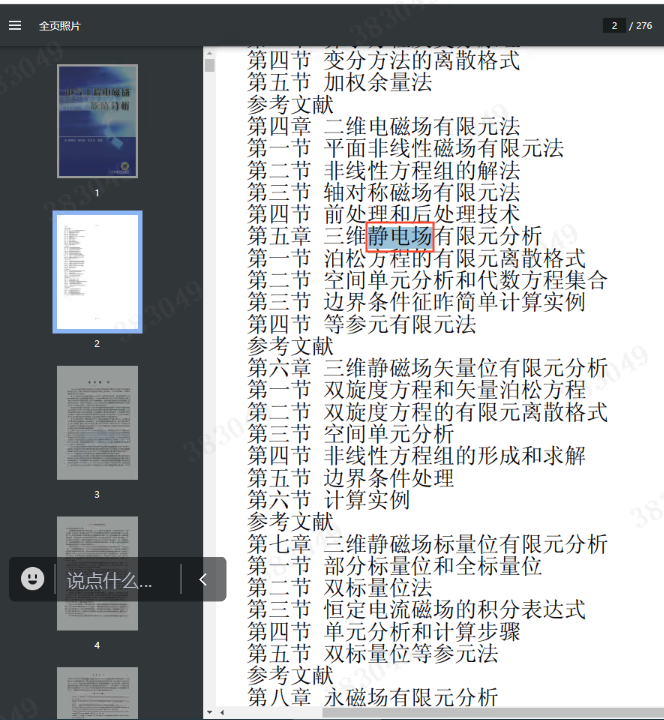 全页照片
2 / 276
第四节 变分方法的离散格式
第五节 加权余量法
参考文献
第四章 二维电磁场有限元法
第一节 平面非线性磁场有限元法
第二节 非线性方程组的解法
第三节 轴对称磁场有限元法
第四节 前处理和后处理技术
第五章 三维静电场有限元分析
第一节 泊松方程的有限元离散格式
第二节 空间单元分析和代数方程集合
第三节 边界条件征昨简单计算实例
第四节 等参元有限元法
参考文献
第六章 三维静磁场矢量位有限元分析
第一节 双旋度方程和矢量泊松方程
第二节 双旋度方程的有限元离散格式
第三节 空间单元分析
第四节 非线性方程组的形成和求解
第五节 边界条件处理
第六节 计算实例
参考文献
第七章 三维静磁场标量位有限元分析
第一节 部分标量位和全标量位
第二节 双标量位法
第三节 恒定电流磁场的积分表达式
第四节 单元分析和计算步骤
第五节 双标量位等参元法
参考文献
第八章 永磁场有限元分析
1
2
3
4
说点什么...
383049